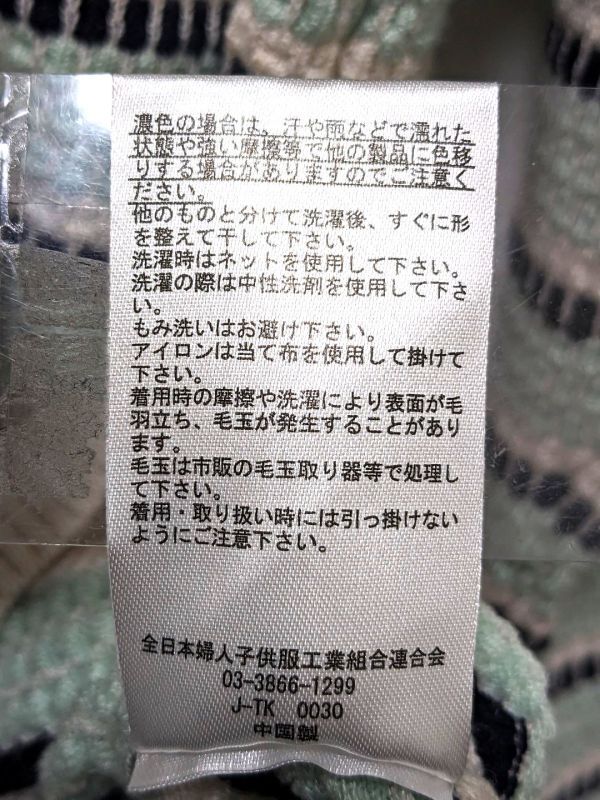 濃色の場合は、汗や雨などで濡れた
状態や強い摩擦等で他の製品に色移
りする場合がありますのでご注意く
ださい。
他のものと分けて洗濯後、すぐに形
を整えて干して下さい。
洗濯時はネットを使用して下さい。
洗濯の際は中性洗剤を使用して下さ
い。
もみ洗いはお避け下さい。
アイロンは当て布を使用して掛けて
下さい。
着用時の摩擦や洗濯により表面が毛
羽立ち、毛玉が発生することがあり
ます。
毛玉は市販の毛玉取り器等で処理し
て下さい。
着用・取り扱い時には引っ掛けない
ようにご注意下さい。
全日本婦人子供服工業組合連合会
03-3866-1299
J-TK 0030
中国製